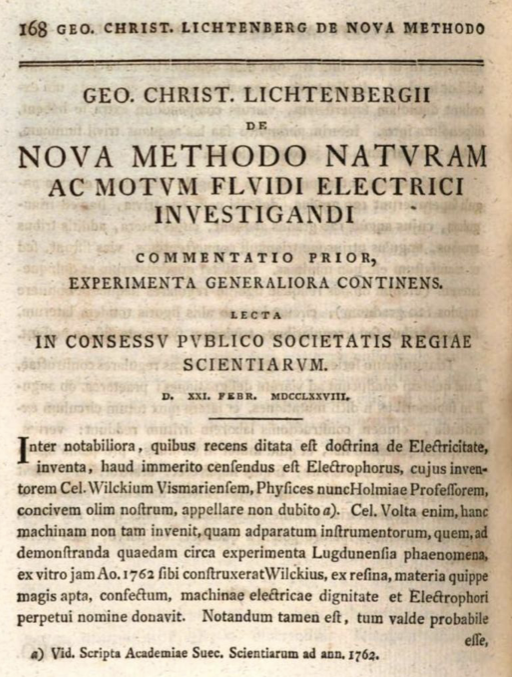 168 GEO. CHRIST. LICHTENBERG DE NOVA METHODO
GEO. CHRIST. LICHTENBERGII
DE
NOVA METHODO NATVRAM
AC MOTVM FLVIDI ELECTRICI
INVESTIGANDI
COMMENTATIO PRIOR,
EXPERIMENTA GENERALIORA CONTINENS.
LECTA
IN CONSESSV PVBLICO SOCIETATIS REGIAE
SCIENTIARVM.
D. XXI. FEBR. MDCCLXXVIII.
Inter notabiliora, quibus recens ditata eſt doctrina de Electricitate,
inventa, haud immerito cenſendus eſt Electrophorus, cujus inven-
torem Cel. Wilckium Vismarienſem, Phyſices nuncHolmiae Profeſſorem,
concivem olim noſtrum, appellare non dubito a). Cel. Volta enim, hanc
machinam non tam invenit, quam adparatum inſtrumentorum, quem, ad
demonſtranda quaedam circa experimenta Lugdunenſia phaenomena,
ex vitro jam Ao. 1762 ſibi conſtruxeratWilckius, ex reſina, materia quippe
magis apta, confectum, machinae electricae dignitate et Electrophori
perpetui nomine donavit. Notandum tamen eſt, tum valde probabile
eſſe,
a) Vid. Scripta Academiae Suec. Scientiarum ad ann. 1762.